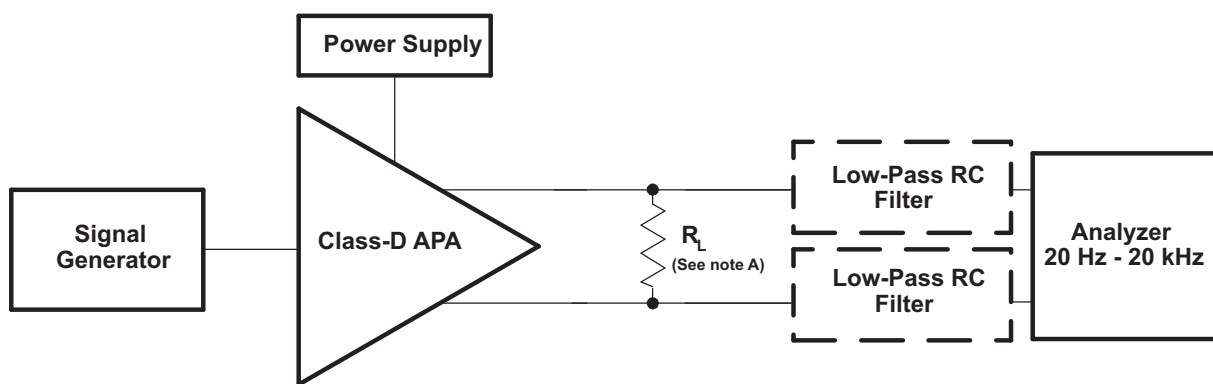 Power Supply
Signal
Generator
Class-D APA
R_L
(See note A)
Low-Pass RC
Filter
Low-Pass RC
Filter
Analyzer
20 Hz - 20 kHz